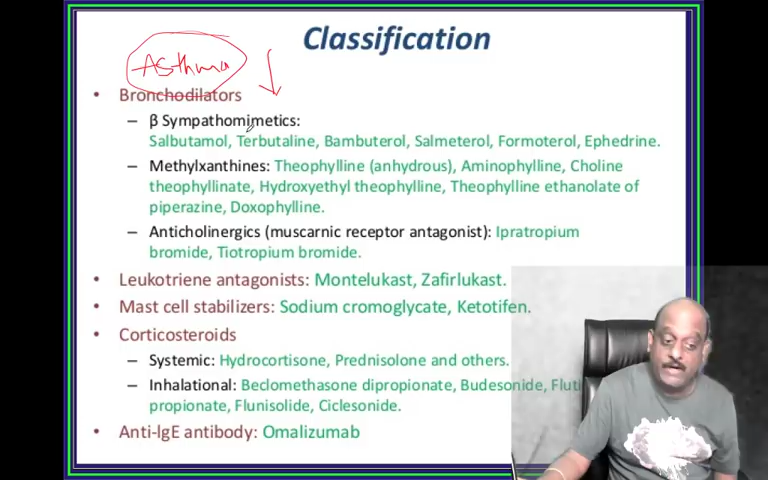 Classification
Asthma
• Bronchodilators
– β Sympathomimetics:
Salbutamol, Terbutaline, Bambuterol, Salmeterol, Formoterol, Ephedrine.
– Methylxanthines: Theophylline (anhydrous), Aminophylline, Choline
theophyllinate, Hydroxyethyl theophylline, Theophylline ethanolate of
piperazine, Doxophylline.
– Anticholinergics (muscarnic receptor antagonist): Ipratropium
bromide, Tiotropium bromide.
• Leukotriene antagonists: Montelukast, Zafirlukast.
• Mast cell stabilizers: Sodium cromoglycate, Ketotifen.
• Corticosteroids
– Systemic: Hydrocortisone, Prednisolone and others.
– Inhalational: Beclomethasone dipropionate, Budesonide, Fluti
propionate, Flunisolide, Ciclesonide.
• Anti-IgE antibody: Omalizumab